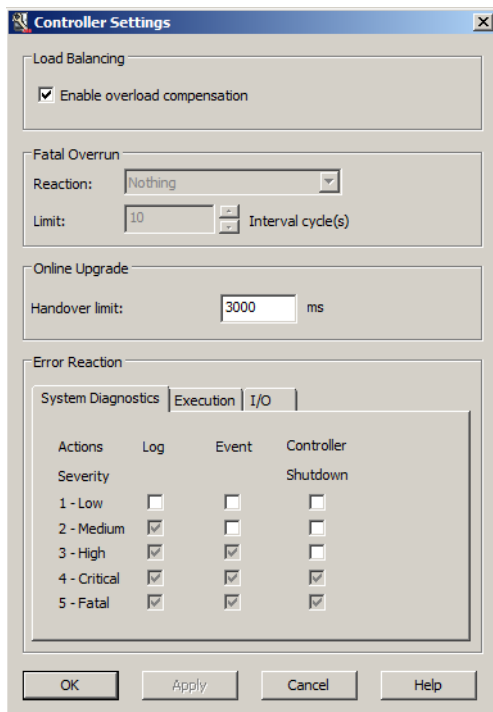 Controller Settings
Load Balancing
Enable overload compensation
Fatal Overrun
Reaction: Nothing
Limit: 10 Interval cycle(s)
Online Upgrade
Handover limit: 3000 ms
Error Reaction
System Diagnostics Execution I/O
Actions Log Event Controller
Severity Shutdown
1 - Low
2 - Medium
3 - High
4 - Critical
5 - Fatal
OK Apply Cancel Help